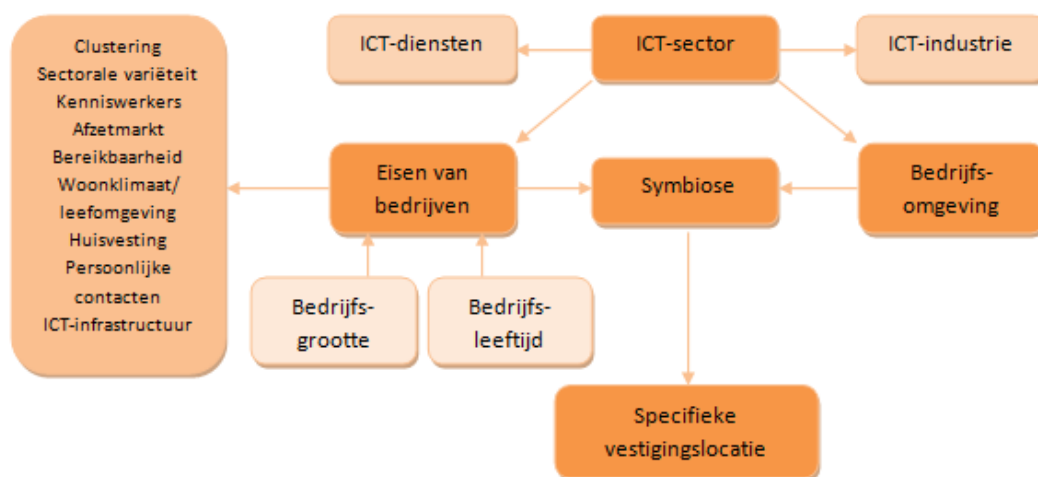 Clustering
Sectorale variëteit
Kenniswerkers
Afzetmarkt
Bereikbaarheid
Woonklimaat/
leefomgeving
Huisvesting
Persoonlijke
contacten
ICT-infrastructuur
ICT-diensten
ICT-sector
ICT-industrie
Eisen van
bedrijven
Symbiose
Bedrijfs-
omgeving
Bedrijfs-
grootte
Bedrijfs-
leeftijd
Specifieke
vestigingslocatie